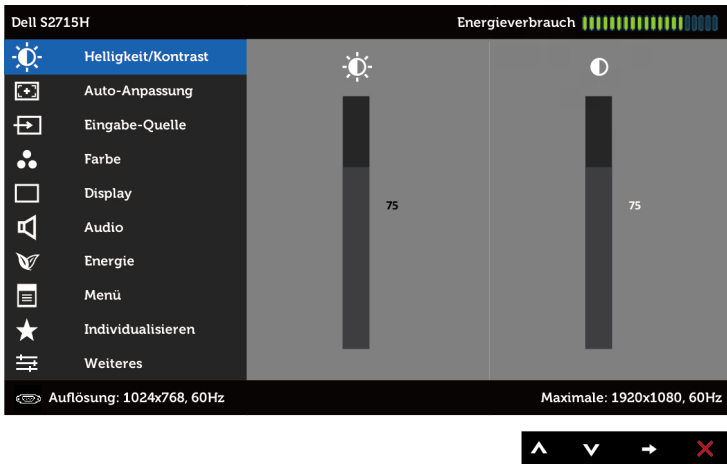 Dell S2715H
Energieverbrauch
Helligkeit/Kontrast
Auto-Anpassung
Eingabe-Quelle
Farbe
Display
Audio
Energie
Menü
Individualisieren
Weiteres
75
75
Auflösung: 1024x768, 60Hz
Maximale: 1920x1080, 60Hz